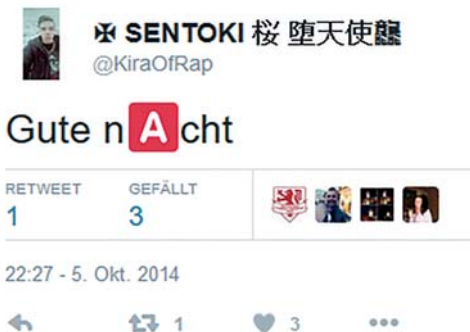 ✠ SENTOKI 桜 堕天使龘
@KiraOfRap
Gute n🅰cht
RETWEET GEFÄLLT
1 3
22:27 - 5. Okt. 2014
1 3